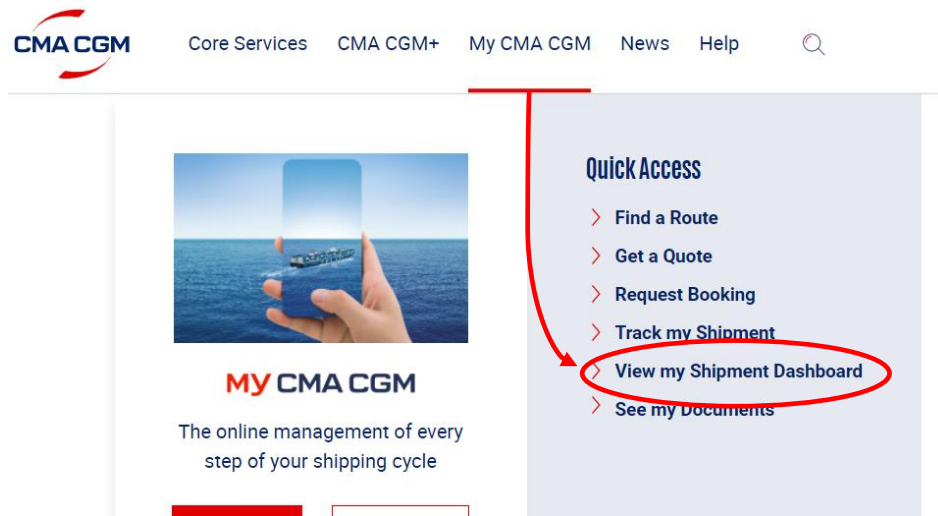 CMA CGM
Core Services
CMA CGM+
My CMA CGM
News
Help
Quick Access
Find a Route
Get a Quote
Request Booking
Track my Shipment
View my Shipment Dashboard
See my Documents
MY CMA CGM
The online management of every
step of your shipping cycle